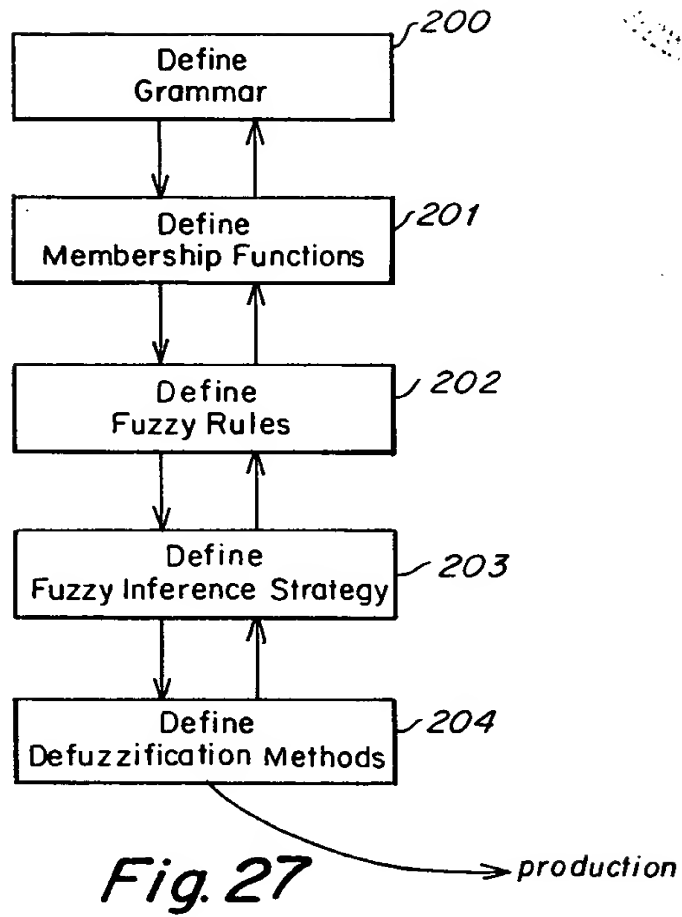 200
Define
Grammar
201
Define
Membership Functions
202
Define
Fuzzy Rules
203
Define
Fuzzy Inference Strategy
204
Define
Defuzzification Methods
production
Fig. 27